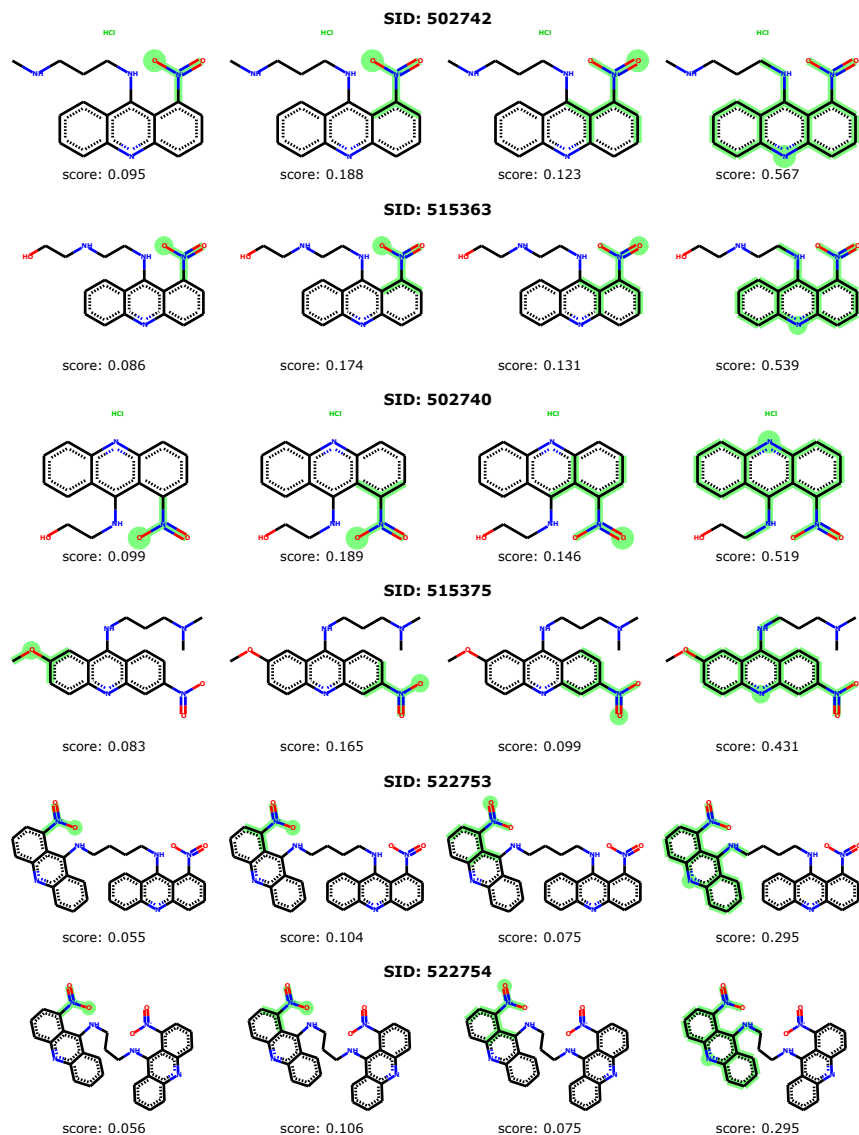 SID: 502742
HCl HCl HCl HCl
NH NH O N O NH NH O N O NH NH O N O NH NH N O O
N N N N
score: 0.095 score: 0.188 score: 0.123 score: 0.567
SID: 515363
HO NH NH O N O HO NH NH O N O HO NH NH O N O HO NH NH N O O
N N N N
score: 0.086 score: 0.174 score: 0.131 score: 0.539
SID: 502740
HCl HCl HCl HCl
N N N N
HO NH N O O HO NH N O O HO NH N O O HO NH N O O
score: 0.099 score: 0.189 score: 0.146 score: 0.519
SID: 515375
NH N NH N NH N NH N
O N N O O O N N O O O N N O O O N N O O
score: 0.083 score: 0.165 score: 0.099 score: 0.431
SID: 522753
O N O NH NH O N O O N O NH NH O N O O N O NH NH O N O O N O NH NH O N O
N N N N N N N N
score: 0.055 score: 0.104 score: 0.075 score: 0.295
SID: 522754
O N O NH NH O N O O N O NH NH O N O O N O NH NH O N O O N O NH NH O N O
N N N N N N N N
score: 0.056 score: 0.106 score: 0.075 score: 0.295